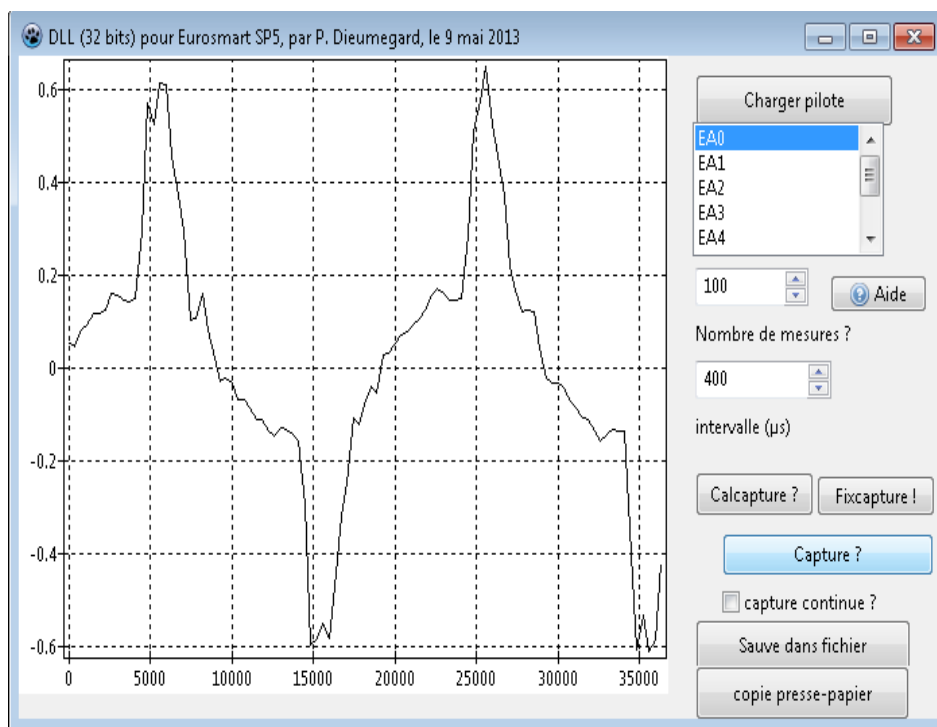 DLL (32 bits) pour Eurosmart SP5, par P. Dieumegard, le 9 mai 2013
0.6
0.4
0.2
0
-0.2
-0.4
-0.6
0 5000 10000 15000 20000 25000 30000 35000
Charger pilote
EA0
EA1
EA2
EA3
EA4
100
Aide
Nombre de mesures ?
400
intervalle (µs)
Calcapture ? Fixcapture !
Capture ?
capture continue ?
Sauve dans fichier
copie presse-papier